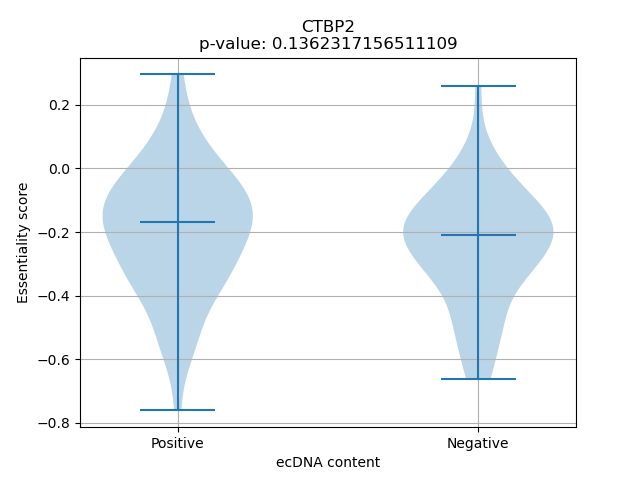 CTBP2
p-value: 0.1362317156511109
Essentiality score
0.2
0.0
−0.2
−0.4
−0.6
−0.8
Positive
Negative
ecDNA content